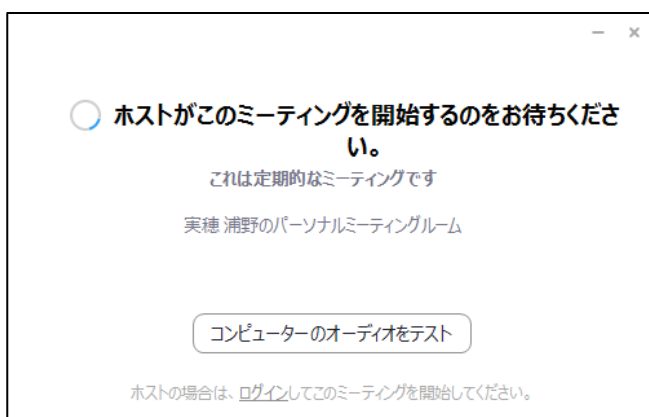 ホストがこのミーティングを開始するのをお待ちくださ
い。
これは定期的なミーティングです
実穂 浦野のパーソナルミーティングルーム
コンピューターのオーディオをテスト
ホストの場合は、ログインしてこのミーティングを開始してください。